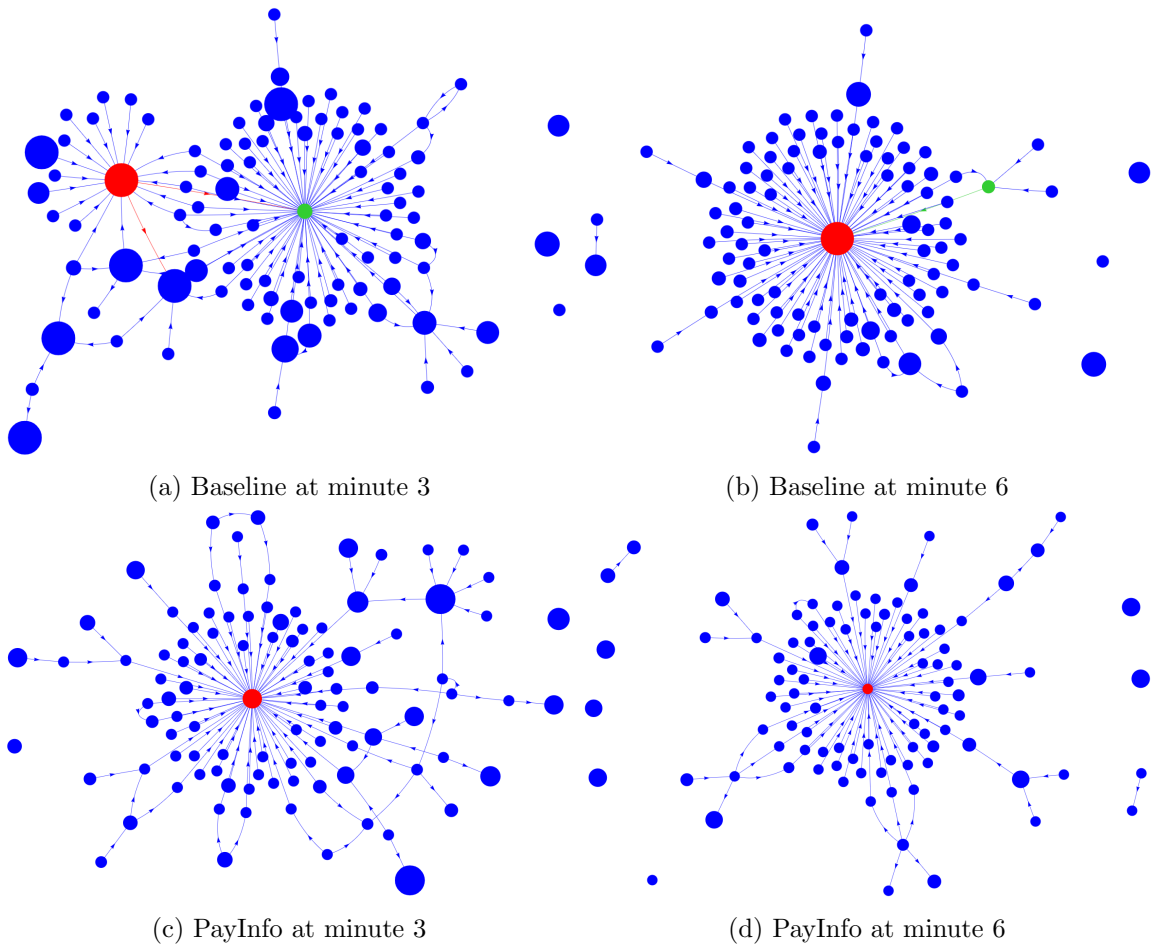 (a) Baseline at minute 3
(b) Baseline at minute 6
(c) PayInfo at minute 3
(d) PayInfo at minute 6